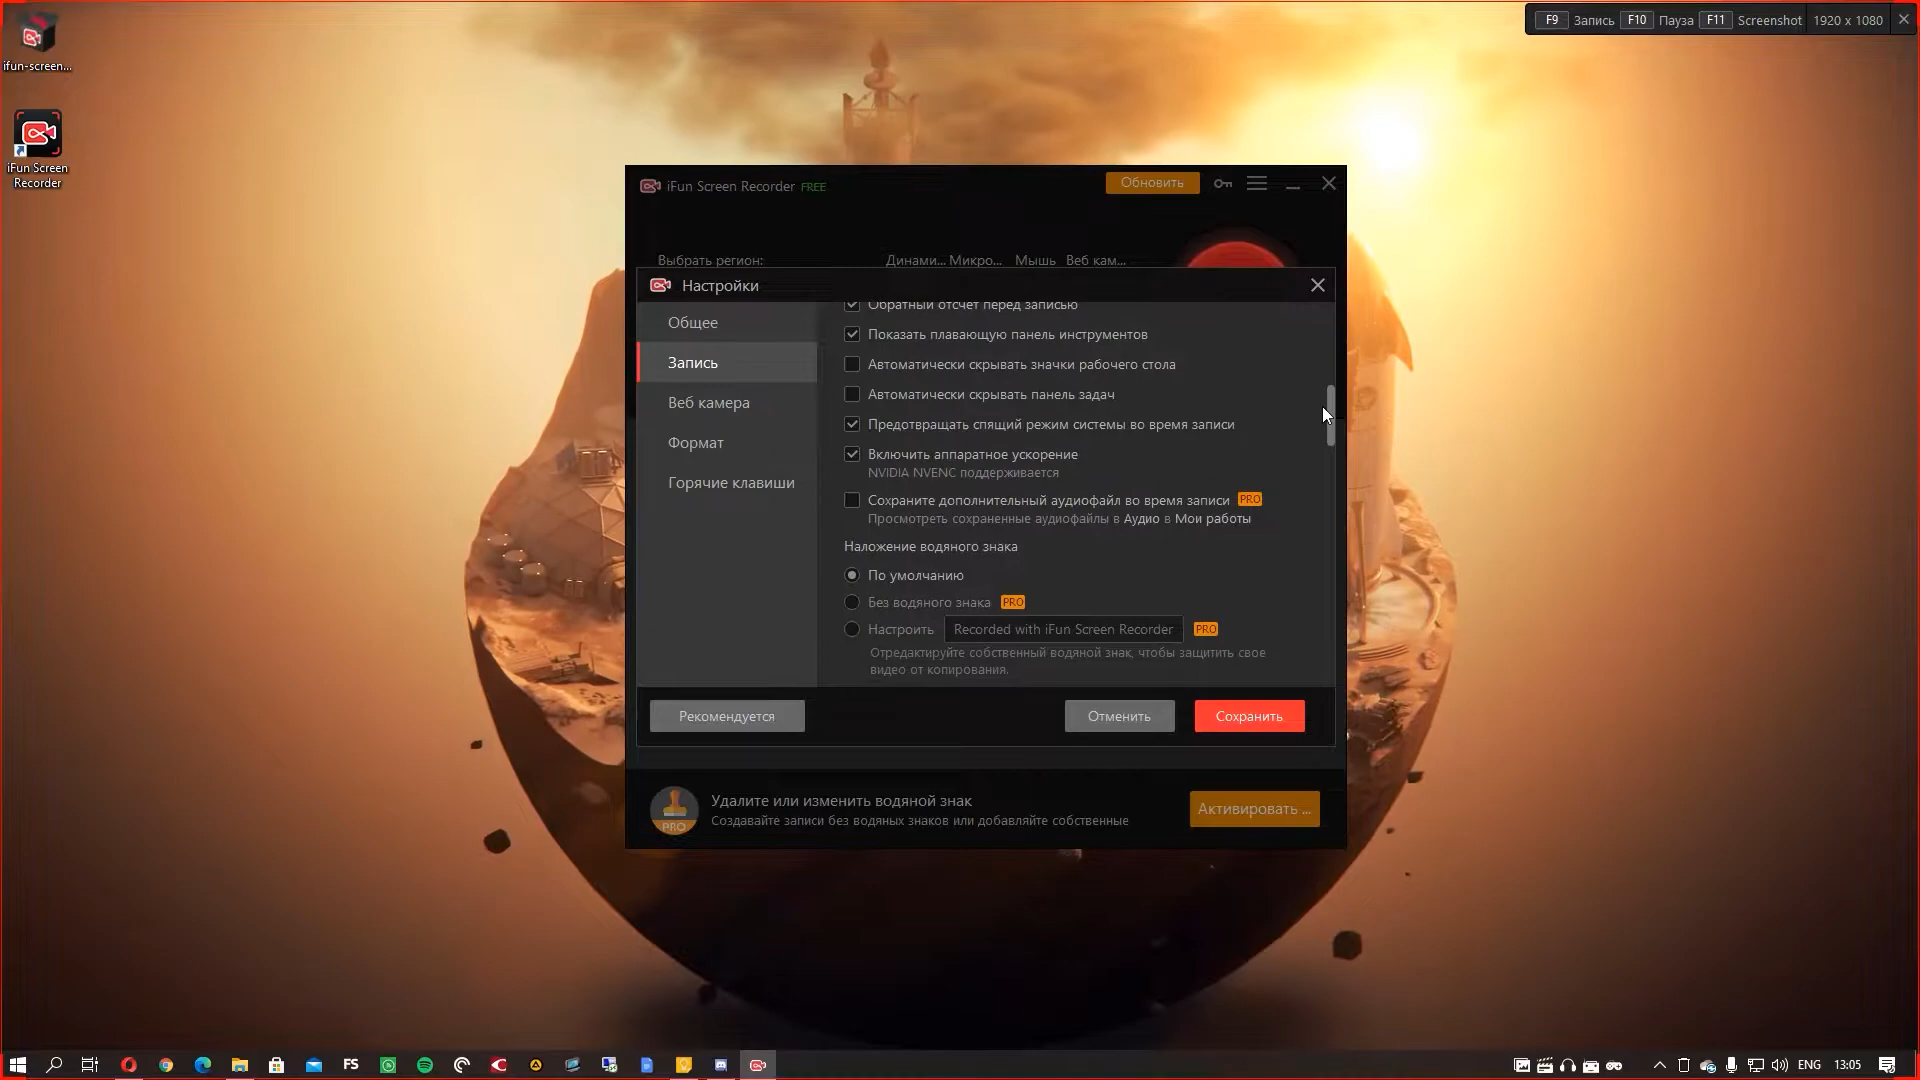 F9 Запись F10 Пауза F11 Screenshot 1920 x 1080
ifun-screen...
iFun Screen
Recorder
iFun Screen Recorder FREE
Обновить
Выбрать регион:
Динами... Микро... Мышь Веб кам...
Настройки
Общее
Запись
Веб камера
Формат
Горячие клавиши
Обратный отсчет перед записью
Показать плавающую панель инструментов
Автоматически скрывать значки рабочего стола
Автоматически скрывать панель задач
Предотвращать спящий режим системы во время записи
Включить аппаратное ускорение
NVIDIA NVENC поддерживается
Сохраните дополнительный аудиофайл во время записи PRO
Просмотреть сохраненные аудиофайлы в Аудио в Мои работы
Наложение водяного знака
По умолчанию
Без водяного знака PRO
Настроить Recorded with iFun Screen Recorder PRO
Отредактируйте собственный водяной знак, чтобы защитить свое
видео от копирования.
Рекомендуется
Отменить
Сохранить
PRO
Удалите или изменить водяной знак
Создавайте записи без водяных знаков или добавляйте собственные
Активировать ...
FS
ENG
13:05